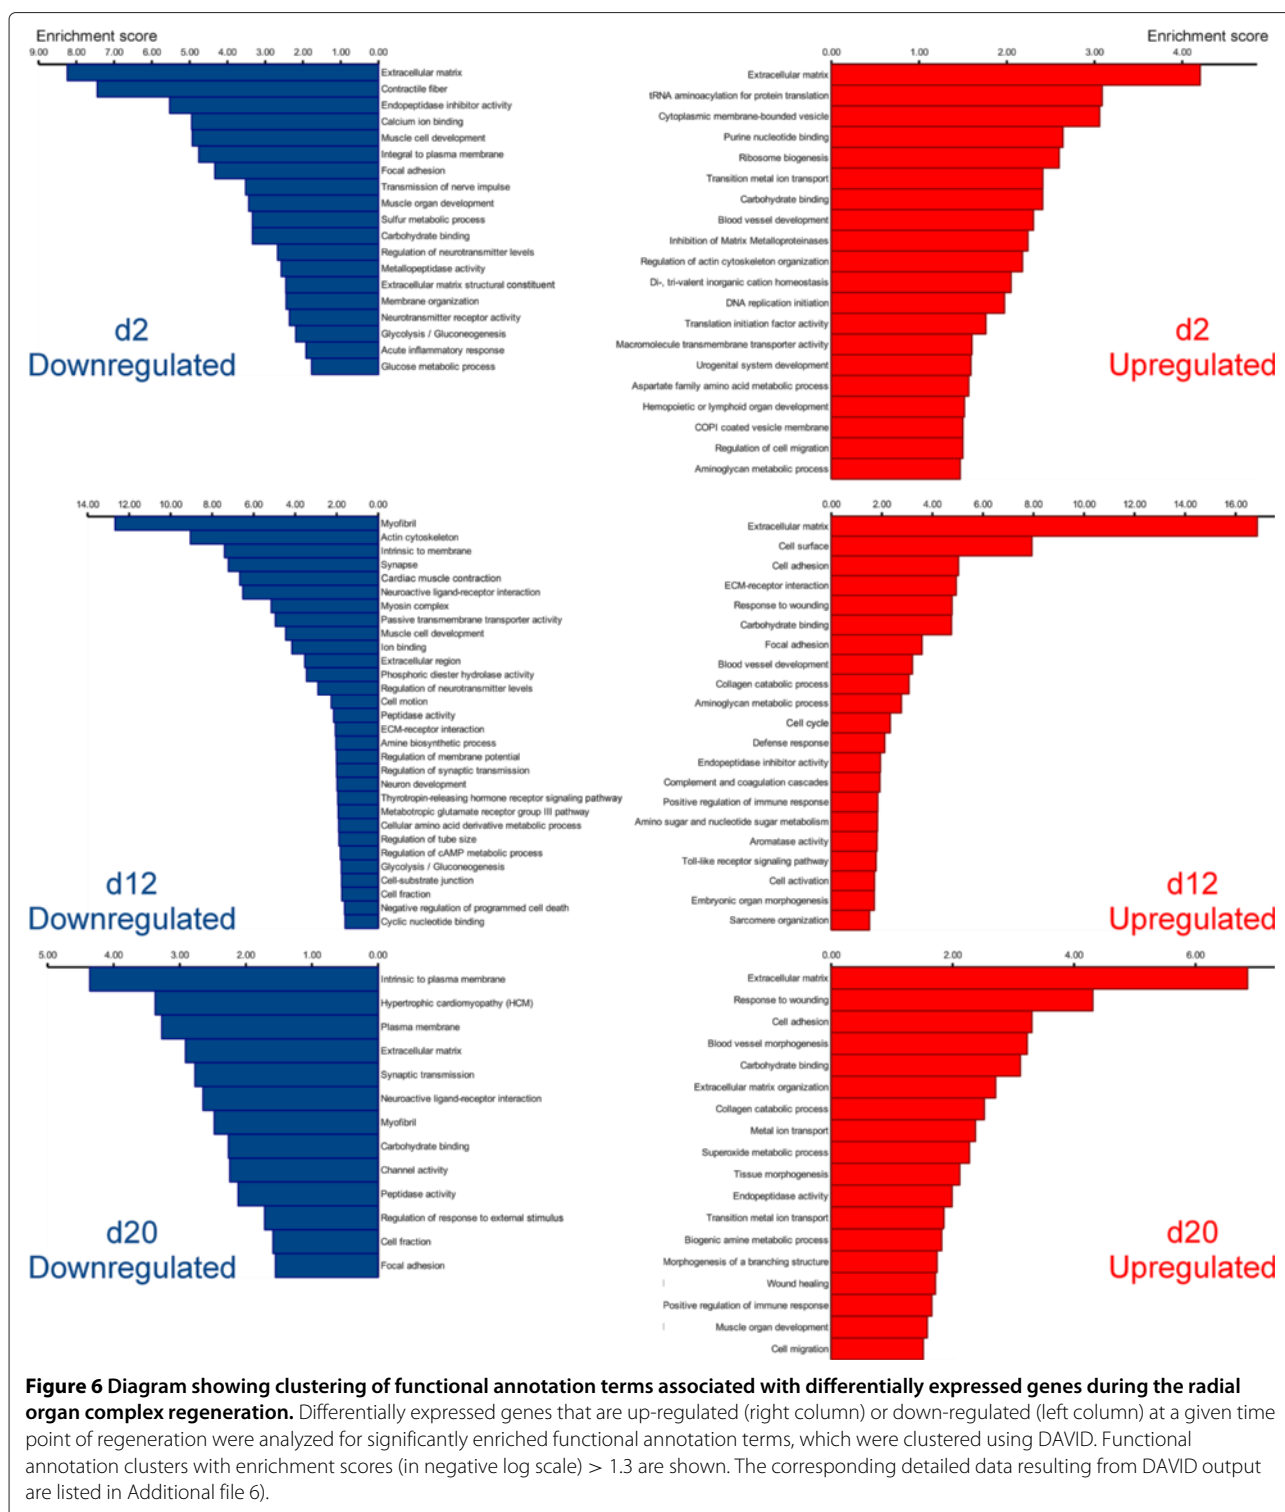 Enrichment score
9.00 8.00 7.00 6.00 5.00 4.00 3.00 2.00 1.00 0.00
Extracellular matrix
Contractile fiber
Endopeptidase inhibitor activity
Calcium ion binding
Muscle cell development
Integral to plasma membrane
Focal adhesion
Transmission of nerve impulse
Muscle organ development
Sulfur metabolic process
Carbohydrate binding
Regulation of neurotransmitter levels
Metallopeptidase activity
Extracellular matrix structural constituent
Membrane organization
Neurotransmitter receptor activity
Glycolysis / Gluconeogenesis
Acute inflammatory response
Glucose metabolic process
d2
Downregulated
Enrichment score
0.00 1.00 2.00 3.00 4.00
Extracellular matrix
tRNA aminoacylation for protein translation
Cytoplasmic membrane-bounded vesicle
Purine nucleotide binding
Ribosome biogenesis
Transition metal ion transport
Carbohydrate binding
Blood vessel development
Inhibition of Matrix Metalloproteinases
Regulation of actin cytoskeleton organization
Di-, tri-valent inorganic cation homeostasis
DNA replication initiation
Translation initiation factor activity
Macromolecule transmembrane transporter activity
Urogenital system development
Aspartate family amino acid metabolic process
Hemopoietic or lymphoid organ development
COPI coated vesicle membrane
Regulation of cell migration
Aminoglycan metabolic process
d2
Upregulated
14.00 12.00 10.00 8.00 6.00 4.00 2.00 0.00
Myofibril
Actin cytoskeleton
Intrinsic to membrane
Synapse
Cardiac muscle contraction
Neuroactive ligand-receptor interaction
Myosin complex
Passive transmembrane transporter activity
Muscle cell development
Ion binding
Extracellular region
Phosphoric diester hydrolase activity
Regulation of neurotransmitter levels
Cell motion
Peptidase activity
ECM-receptor interaction
Amine biosynthetic process
Regulation of membrane potential
Regulation of synaptic transmission
Neuron development
Thyrotropin-releasing hormone receptor signaling pathway
Metabotropic glutamate receptor group III pathway
Cellular amino acid derivative metabolic process
Regulation of tube size
Regulation of cAMP metabolic process
Glycolysis / Gluconeogenesis
Cell-substrate junction
Cell fraction
Negative regulation of programmed cell death
Cyclic nucleotide binding
d12
Downregulated
0.00 2.00 4.00 6.00 8.00 10.00 12.00 14.00 16.00
Extracellular matrix
Cell surface
Cell adhesion
ECM-receptor interaction
Response to wounding
Carbohydrate binding
Focal adhesion
Blood vessel development
Collagen catabolic process
Aminoglycan metabolic process
Cell cycle
Defense response
Endopeptidase inhibitor activity
Complement and coagulation cascades
Positive regulation of immune response
Amino sugar and nucleotide sugar metabolism
Aromatase activity
Toll-like receptor signaling pathway
Cell activation
Embryonic organ morphogenesis
Sarcomere organization
d12
Upregulated
5.00 4.00 3.00 2.00 1.00 0.00
Intrinsic to plasma membrane
Hypertrophic cardiomyopathy (HCM)
Plasma membrane
Extracellular matrix
Synaptic transmission
Neuroactive ligand-receptor interaction
Myofibril
Carbohydrate binding
Channel activity
Peptidase activity
Regulation of response to external stimulus
Cell fraction
Focal adhesion
d20
Downregulated
0.00 2.00 4.00 6.00
Extracellular matrix
Response to wounding
Cell adhesion
Blood vessel morphogenesis
Carbohydrate binding
Extracellular matrix organization
Collagen catabolic process
Metal ion transport
Superoxide metabolic process
Tissue morphogenesis
Endopeptidase activity
Transition metal ion transport
Biogenic amine metabolic process
Morphogenesis of a branching structure
Wound healing
Positive regulation of immune response
Muscle organ development
Cell migration
d20
Upregulated
Figure 6 Diagram showing clustering of functional annotation terms associated with differentially expressed genes during the radial
organ complex regeneration. Differentially expressed genes that are up-regulated (right column) or down-regulated (left column) at a given time
point of regeneration were analyzed for significantly enriched functional annotation terms, which were clustered using DAVID. Functional
annotation clusters with enrichment scores (in negative log scale) > 1.3 are shown. The corresponding detailed data resulting from DAVID output
are listed in Additional file 6).